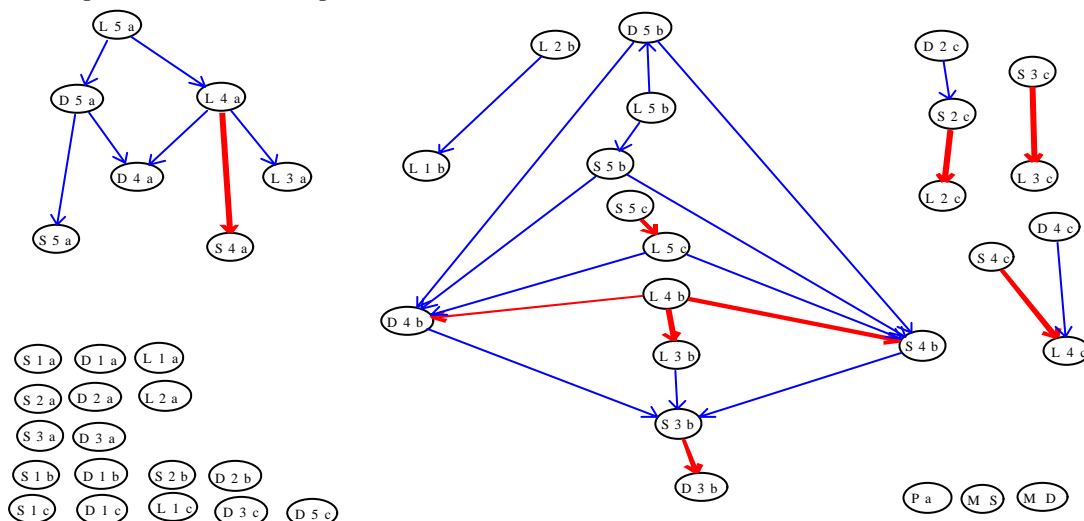 L 5 a
D 5 a
L 4 a
D 4 a
L 3 a
S 5 a
S 4 a
L 2 b
L 1 b
D 5 b
L 5 b
S 5 b
S 5 c
L 5 c
L 4 b
D 4 b
L 3 b
S 4 b
S 3 b
D 3 b
D 2 c
S 2 c
L 2 c
S 3 c
L 3 c
D 4 c
S 4 c
L 4 c
S 1 a D 1 a L 1 a
S 2 a D 2 a L 2 a
S 3 a D 3 a
S 1 b D 1 b S 2 b D 2 b
S 1 c D 1 c L 1 c D 3 c D 5 c
P a M S M D